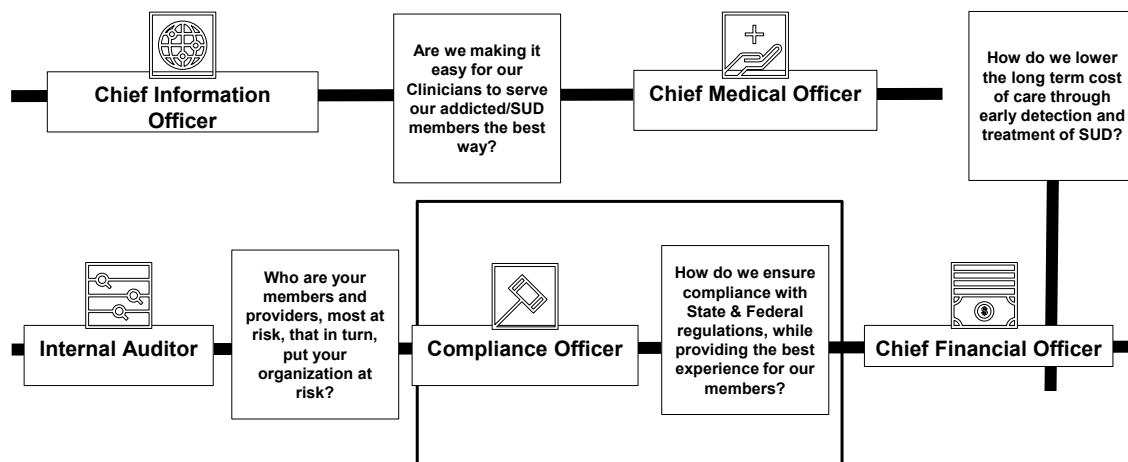 Chief Information
Officer
Are we making it
easy for our
Clinicians to serve
our addicted/SUD
members the best
way?
Chief Medical Officer
How do we lower
the long term cost
of care through
early detection and
treatment of SUD?
Internal Auditor
Who are your
members and
providers, most at
risk, that in turn,
put your
organization at
risk?
Compliance Officer
How do we ensure
compliance with
State & Federal
regulations, while
providing the best
experience for our
members?
Chief Financial Officer